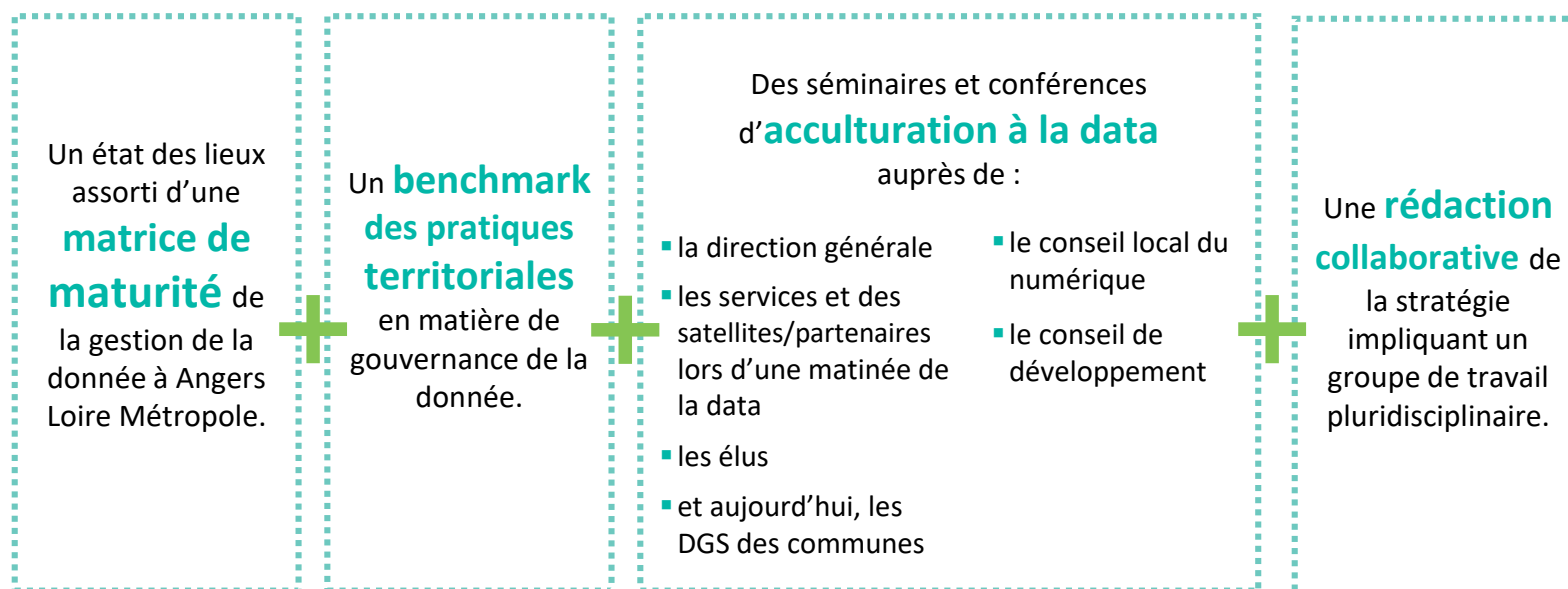 Un état des lieux
assorti d’une
matrice de
maturité de
la gestion de la
donnée à Angers
Loire Métropole.
Un benchmark
des pratiques
territoriales
en matière de
gouvernance de la
donnée.
Des séminaires et conférences
d’acculturation à la data
auprès de :
▪ la direction générale
▪ les services et des
satellites/partenaires
lors d’une matinée de
la data
▪ les élus
▪ et aujourd’hui, les
DGS des communes
▪ le conseil local du
numérique
▪ le conseil de
développement
Une rédaction
collaborative de
la stratégie
impliquant un
groupe de travail
pluridisciplinaire.